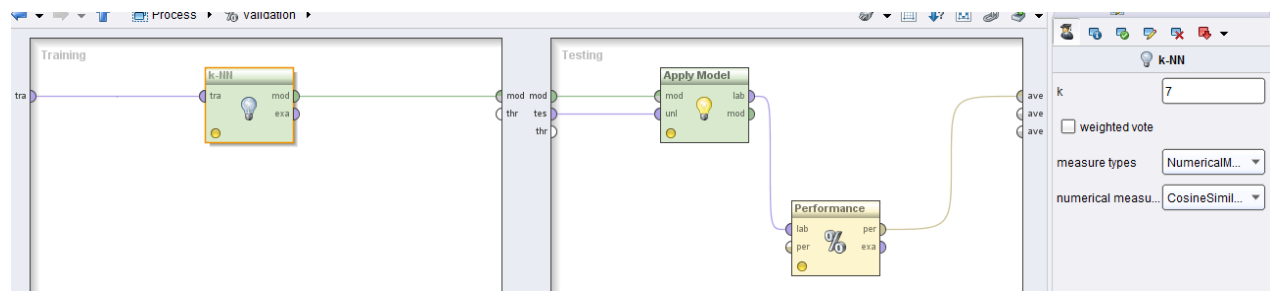 Process Validation
Training
k-NN
tra
tra mod
exa
mod mod
thr tes
thr
Testing
Apply Model
mod lab
unl mod
Performance
lab per
per exa
%
ave
ave
ave
k-NN
k 7
weighted vote
measure types NumericalM...
numerical measu... CosineSimil...